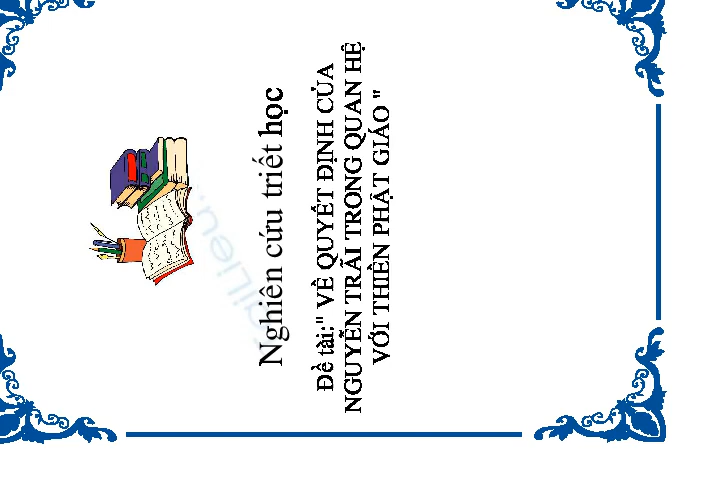 Nghiên cứu triết học
Đề tài:" VỀ QUYẾT ĐỊNH CỦA
NGUYỄN TRÃI TRONG QUAN HỆ
VỚI THIỀN PHẬT GIÁO "